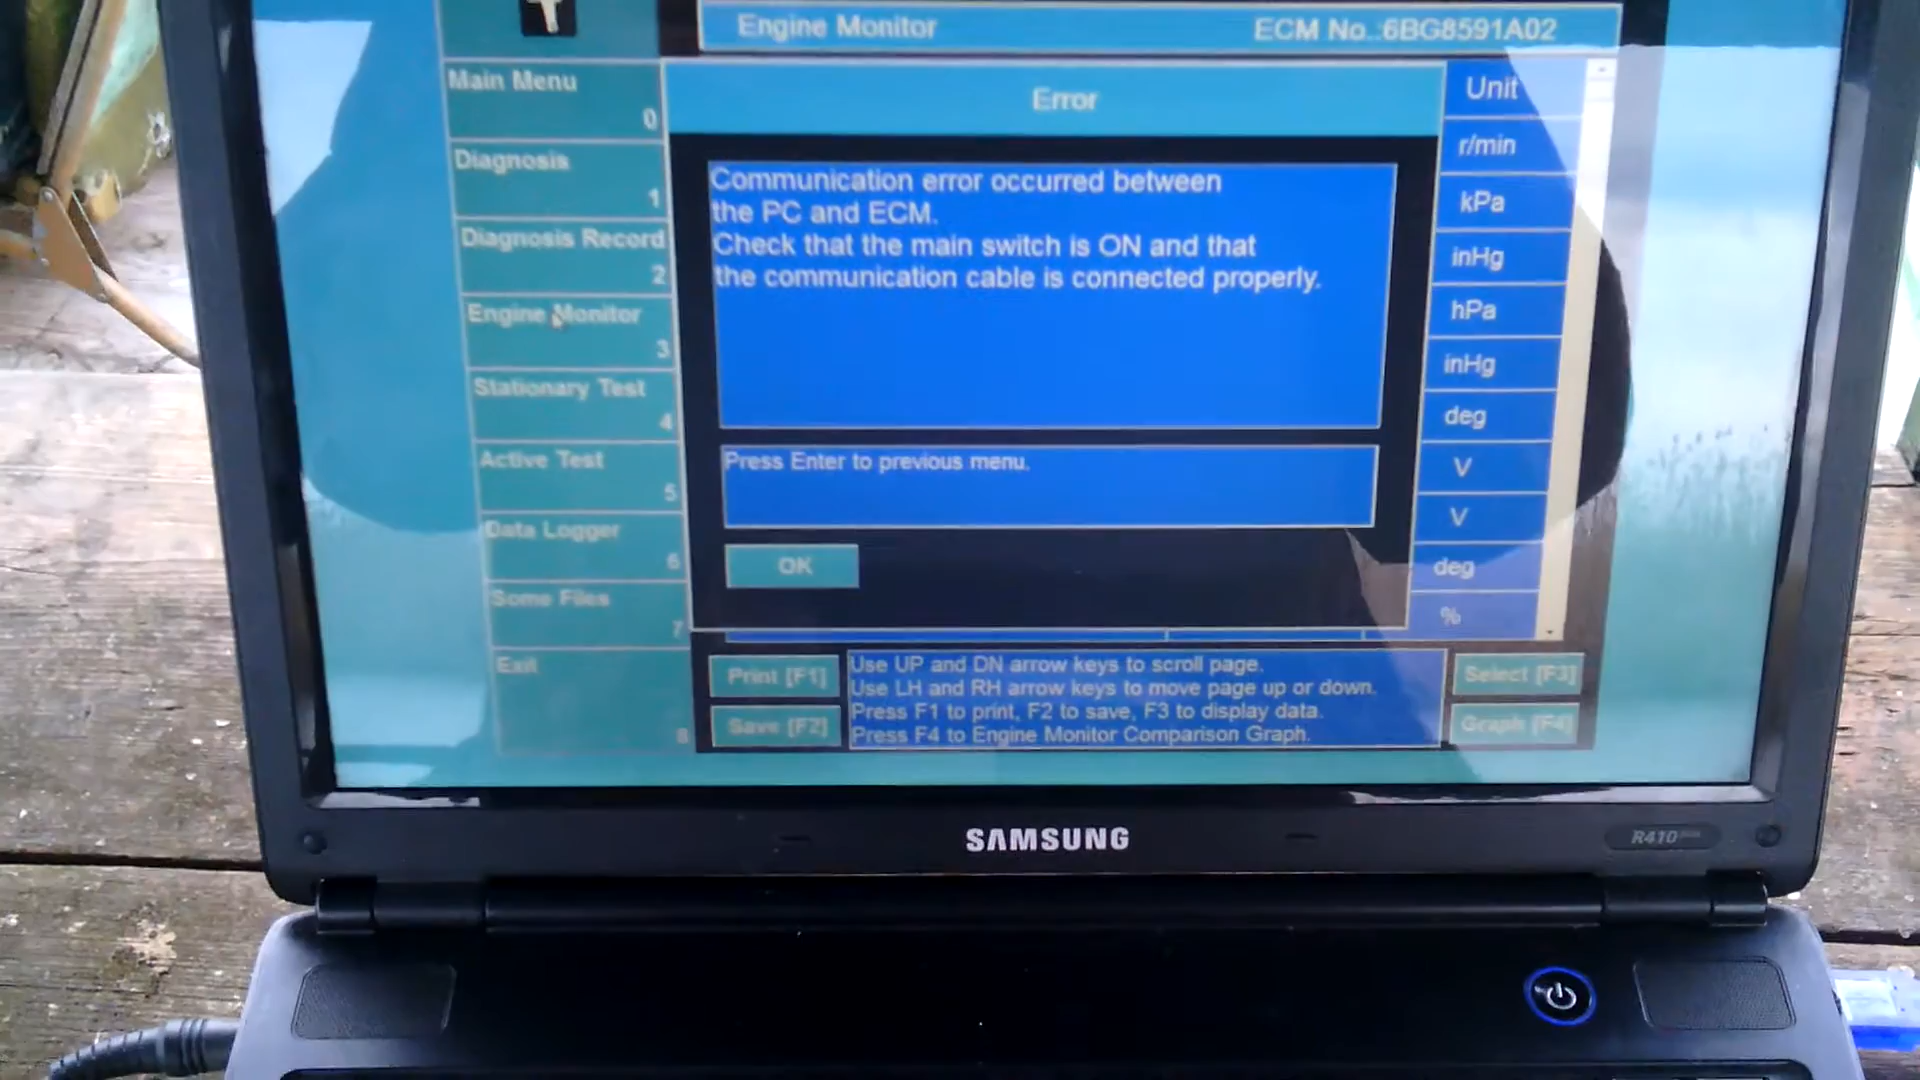 Engine Monitor ECM No.:6BG8591A02
Main Menu
0
Diagnosis
1
Diagnosis Record
2
Engine Monitor
3
Stationary Test
4
Active Test
5
Data Logger
6
Some Files
7
Exit
8
Error
Communication error occurred between
the PC and ECM.
Check that the main switch is ON and that
the communication cable is connected properly.
Press Enter to previous menu.
OK
Unit
r/min
kPa
inHg
hPa
inHg
deg
V
V
deg
%
Print [F1]
Save [F2]
Use UP and DN arrow keys to scroll page.
Use LH and RH arrow keys to move page up or down.
Press F1 to print, F2 to save, F3 to display data.
Press F4 to Engine Monitor Comparison Graph.
Select [F3]
Graph [F4]
SAMSUNG
R410